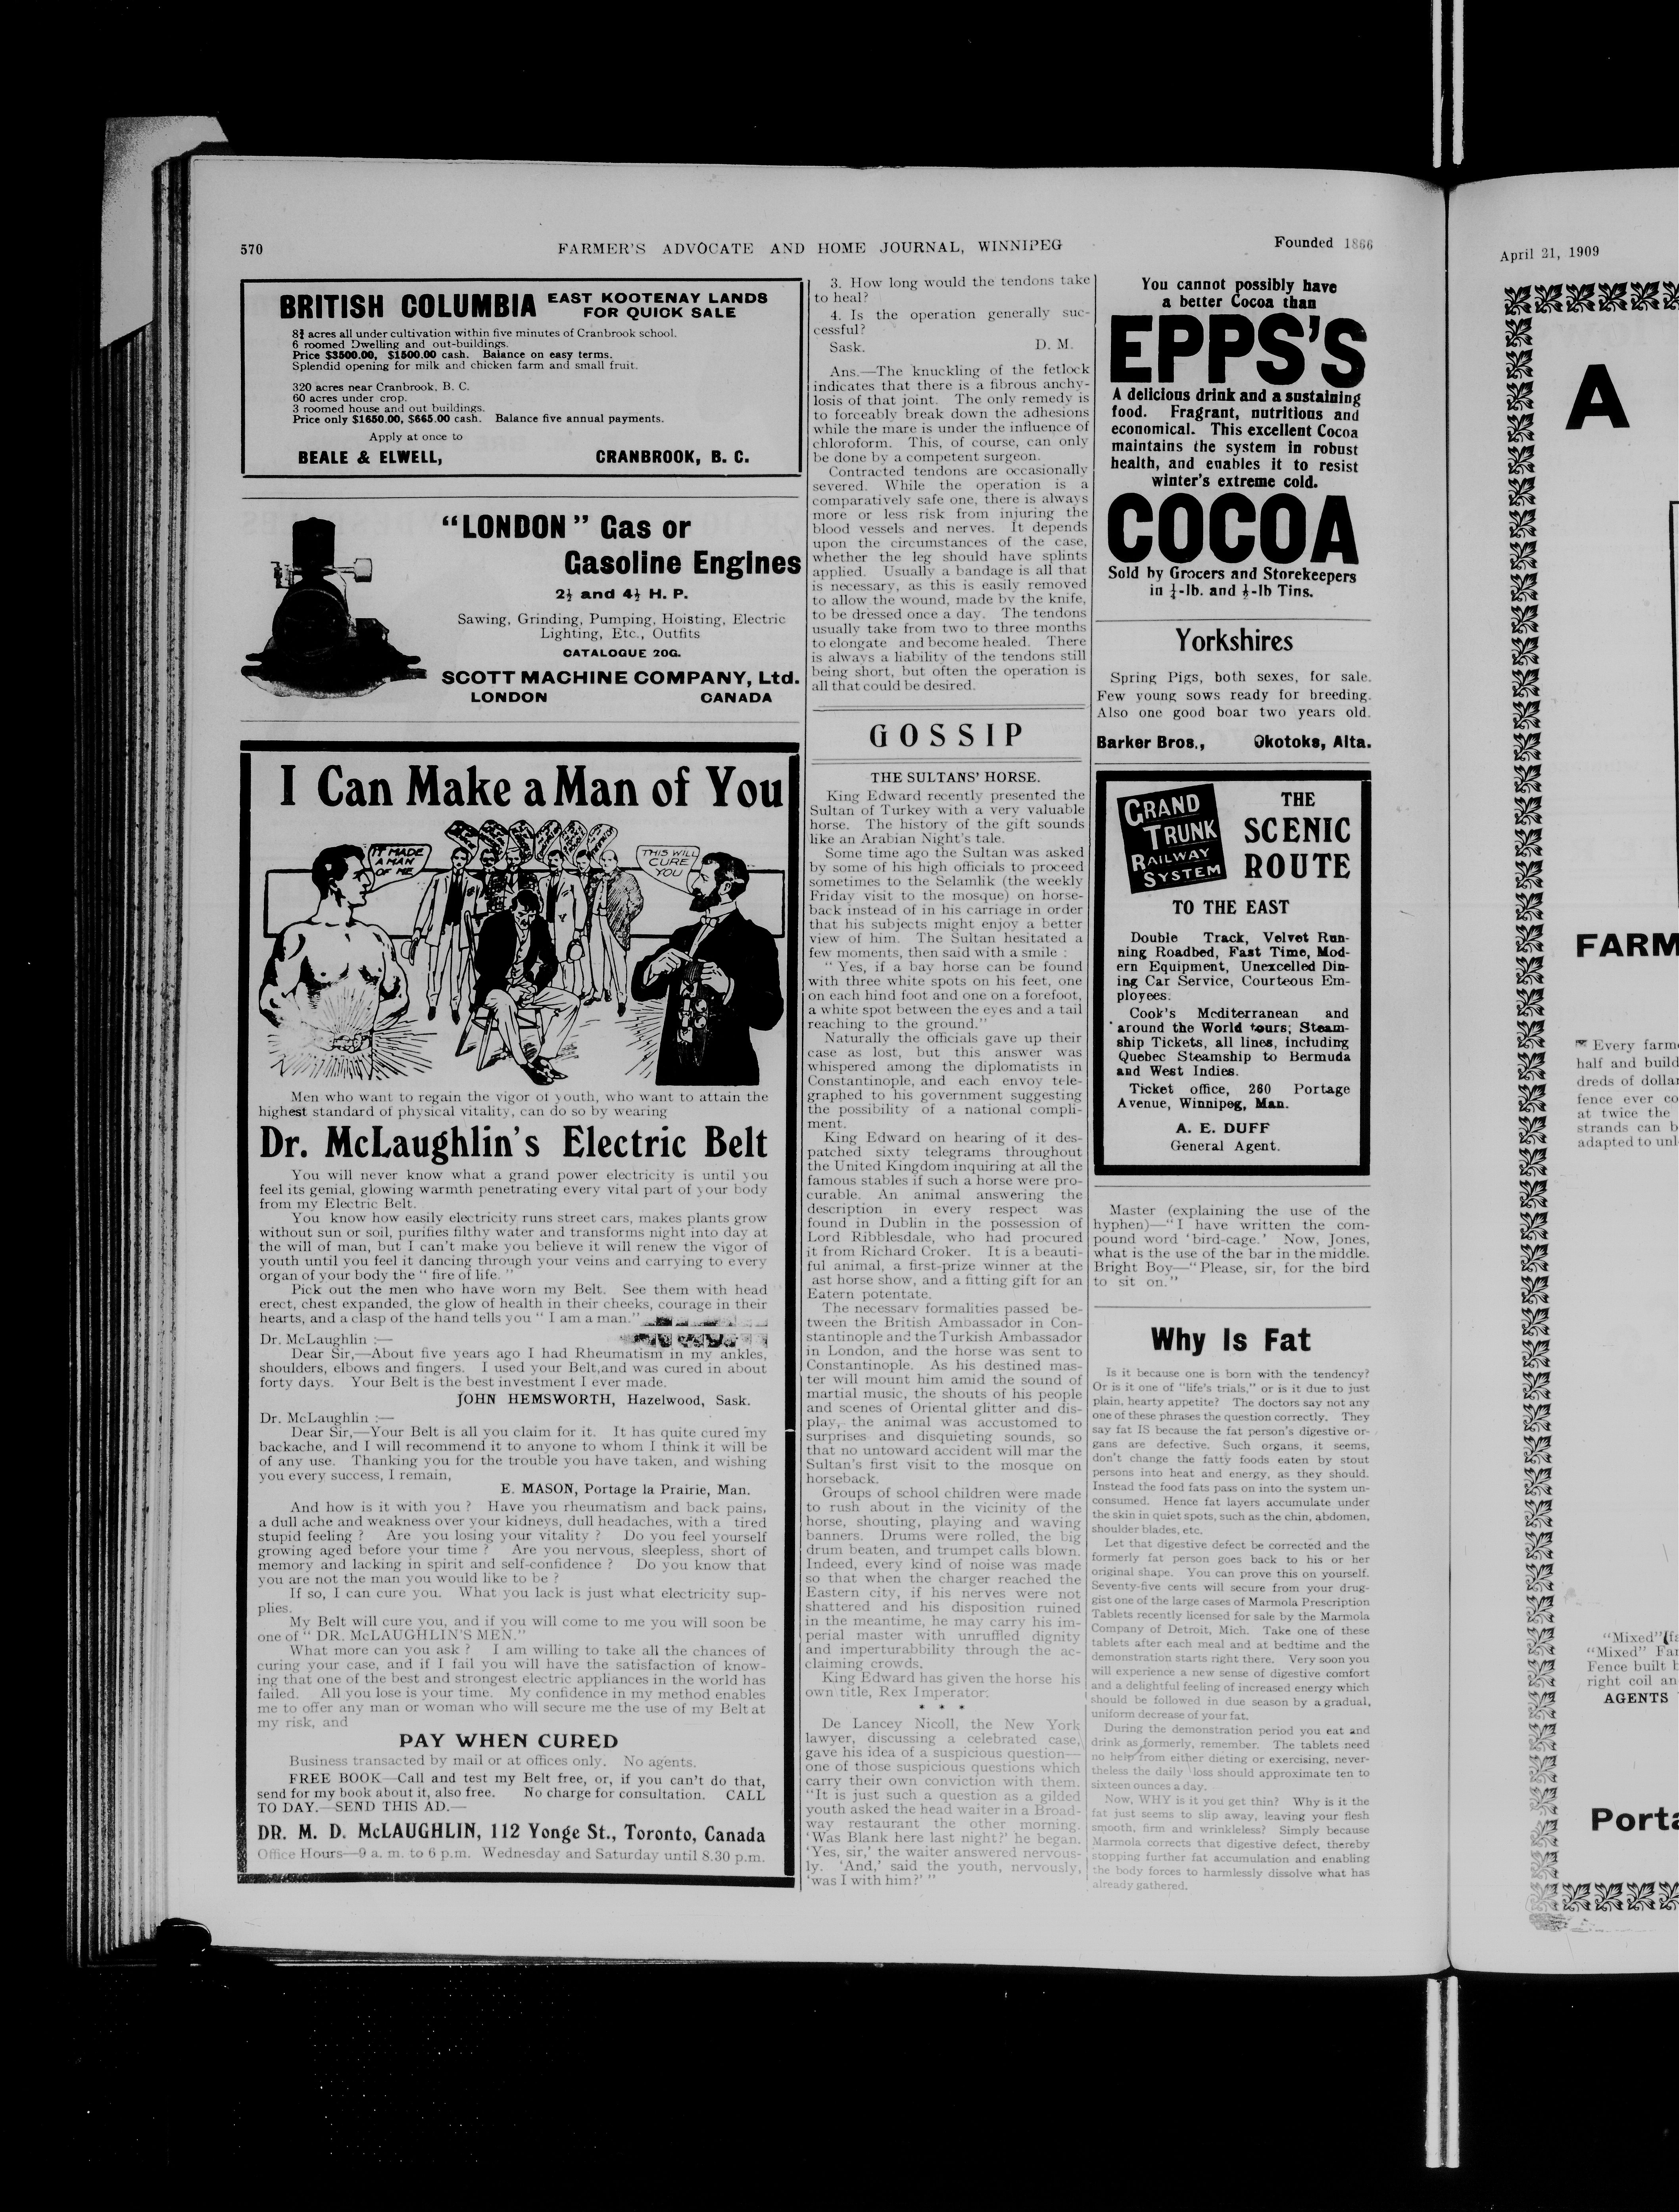 570
FARMER'S ADVOCATE AND HOME JOURNAL, WINNIPEG
Founded 1866
BRITISH COLUMBIA EAST KOOTENAY LANDS
FOR QUICK SALE
8¾ acres all under cultivation within five minutes of Cranbrook school.
6 roomed Dwelling and out-buildings.
Price $3500.00, $1500.00 cash. Balance on easy terms.
Splendid opening for milk and chicken farm and small fruit.
320 acres near Cranbrook, B. C.
60 acres under crop.
3 roomed house and out buildings.
Price only $1650.00, $665.00 cash. Balance five annual payments.
Apply at once to
BEALE & ELWELL, CRANBROOK, B. C.
"LONDON" Gas or
Gasoline Engines
2½ and 4½ H. P.
Sawing, Grinding, Pumping, Hoisting, Electric
Lighting, Etc., Outfits
CATALOGUE 20G.
SCOTT MACHINE COMPANY, Ltd.
LONDON CANADA
I Can Make a Man of You
IT MADE
A MAN
OF ME
THIS WILL
CURE
YOU
Men who want to regain the vigor of youth, who want to attain the
highest standard of physical vitality, can do so by wearing
Dr. McLaughlin's Electric Belt
You will never know what a grand power electricity is until you
feel its genial, glowing warmth penetrating every vital part of your body
from my Electric Belt.
You know how easily electricity runs street cars, makes plants grow
without sun or soil, purifies filthy water and transforms night into day at
the will of man, but I can't make you believe it will renew the vigor of
youth until you feel it dancing through your veins and carrying to every
organ of your body the " fire of life. "
Pick out the men who have worn my Belt. See them with head
erect, chest expanded, the glow of health in their cheeks, courage in their
hearts, and a clasp of the hand tells you " I am a man."
Dr. McLaughlin :—
Dear Sir,—About five years ago I had Rheumatism in my ankles,
shoulders, elbows and fingers. I used your Belt,and was cured in about
forty days. Your Belt is the best investment I ever made.
JOHN HEMSWORTH, Hazelwood, Sask.
Dr. McLaughlin :—
Dear Sir,—Your Belt is all you claim for it. It has quite cured my
backache, and I will recommend it to anyone to whom I think it will be
of any use. Thanking you for the trouble you have taken, and wishing
you every success, I remain,
E. MASON, Portage la Prairie, Man.
And how is it with you ? Have you rheumatism and back pains,
a dull ache and weakness over your kidneys, dull headaches, with a tired
stupid feeling ? Are you losing your vitality ? Do you feel yourself
growing aged before your time ? Are you nervous, sleepless, short of
memory and lacking in spirit and self-confidence ? Do you know that
you are not the man you would like to be ?
If so, I can cure you. What you lack is just what electricity sup-
plies.
My Belt will cure you, and if you will come to me you will soon be
one of " DR. McLAUGHLIN'S MEN."
What more can you ask ? I am willing to take all the chances of
curing your case, and if I fail you will have the satisfaction of know-
ing that one of the best and strongest electric appliances in the world has
failed. All you lose is your time. My confidence in my method enables
me to offer any man or woman who will secure me the use of my Belt at
my risk, and
PAY WHEN CURED
Business transacted by mail or at offices only. No agents.
FREE BOOK—Call and test my Belt free, or, if you can't do that,
send for my book about it, also free. No charge for consultation. CALL
TO DAY.—SEND THIS AD.—
DR. M. D. McLAUGHLIN, 112 Yonge St., Toronto, Canada
Office Hours—9 a. m. to 6 p.m. Wednesday and Saturday until 8.30 p.m.
3. How long would the tendons take
to heal?
4. Is the operation generally suc-
cessful?
Sask. D. M.
Ans.—The knuckling of the fetlock
indicates that there is a fibrous anchy-
losis of that joint. The only remedy is
to forceably break down the adhesions
while the mare is under the influence of
chloroform. This, of course, can only
be done by a competent surgeon.
Contracted tendons are occasionally
severed. While the operation is a
comparatively safe one, there is always
more or less risk from injuring the
blood vessels and nerves. It depends
upon the circumstances of the case,
whether the leg should have splints
applied. Usually a bandage is all that
is necessary, as this is easily removed
to allow the wound, made by the knife,
to be dressed once a day. The tendons
usually take from two to three months
to elongate and become healed. There
is always a liability of the tendons still
being short, but often the operation is
all that could be desired.
GOSSIP
THE SULTANS' HORSE.
King Edward recently presented the
Sultan of Turkey with a very valuable
horse. The history of the gift sounds
like an Arabian Night's tale.
Some time ago the Sultan was asked
by some of his high officials to proceed
sometimes to the Selamlik (the weekly
Friday visit to the mosque) on horse-
back instead of in his carriage in order
that his subjects might enjoy a better
view of him. The Sultan hesitated a
few moments, then said with a smile :
" Yes, if a bay horse can be found
with three white spots on his feet, one
on each hind foot and one on a forefoot,
a white spot between the eyes and a tail
reaching to the ground."
Naturally the officials gave up their
case as lost, but this answer was
whispered among the diplomatists in
Constantinople, and each envoy tele-
graphed to his government suggesting
the possibility of a national compli-
ment.
King Edward on hearing of it des-
patched sixty telegrams throughout
the United Kingdom inquiring at all the
famous stables if such a horse were pro-
curable. An animal answering the
description in every respect was
found in Dublin in the possession of
Lord Ribblesdale, who had procured
it from Richard Croker. It is a beauti-
ful animal, a first-prize winner at the
ast horse show, and a fitting gift for an
Eatern potentate.
The necessary formalities passed be-
tween the British Ambassador in Con-
stantinople and the Turkish Ambassador
in London, and the horse was sent to
Constantinople. As his destined mas-
ter will mount him amid the sound of
martial music, the shouts of his people
and scenes of Oriental glitter and dis-
play, the animal was accustomed to
surprises and disquieting sounds, so
that no untoward accident will mar the
Sultan's first visit to the mosque on
horseback.
Groups of school children were made
to rush about in the vicinity of the
horse, shouting, playing and waving
banners. Drums were rolled, the big
drum beaten, and trumpet calls blown.
Indeed, every kind of noise was made
so that when the charger reached the
Eastern city, if his nerves were not
shattered and his disposition ruined
in the meantime, he may carry his im-
perial master with unruffled dignity
and imperturabbility through the ac-
claiming crowds.
King Edward has given the horse his
own title, Rex Imperator.
* * *
De Lancey Nicoll, the New York
lawyer, discussing a celebrated case,
gave his idea of a suspicious question—
one of those suspicious questions which
carry their own conviction with them.
"It is just such a question as a gilded
youth asked the head waiter in a Broad-
way restaurant the other morning.
'Was Blank here last night?' he began.
'Yes, sir,' the waiter answered nervous-
ly. 'And,' said the youth, nervously,
'was I with him?' "
You cannot possibly have
a better Cocoa than
EPPS'S
A delicious drink and a sustaining
food. Fragrant, nutritious and
economical. This excellent Cocoa
maintains the system in robust
health, and enables it to resist
winter's extreme cold.
COCOA
Sold by Grocers and Storekeepers
in ¼-lb. and ½-lb Tins.
Yorkshires
Spring Pigs, both sexes, for sale.
Few young sows ready for breeding.
Also one good boar two years old.
Barker Bros., Okotoks, Alta.
GRAND
TRUNK
RAILWAY
SYSTEM
THE
SCENIC
ROUTE
TO THE EAST
Double Track, Velvet Run-
ning Roadbed, Fast Time, Mod-
ern Equipment, Unexcelled Din-
ing Car Service, Courteous Em-
ployees.
Cook's Mediterranean and
around the World tours; Steam-
ship Tickets, all lines, including
Quebec Steamship to Bermuda
and West Indies.
Ticket office, 260 Portage
Avenue, Winnipeg, Man.
A. E. DUFF
General Agent.
Master (explaining the use of the
hyphen)—"I have written the com-
pound word 'bird-cage.' Now, Jones,
what is the use of the bar in the middle.
Bright Boy—"Please, sir, for the bird
to sit on."
Why Is Fat
Is it because one is born with the tendency?
Or is it one of "life's trials," or is it due to just
plain, hearty appetite? The doctors say not any
one of these phrases the question correctly. They
say fat IS because the fat person's digestive or-
gans are defective. Such organs, it seems,
don't change the fatty foods eaten by stout
persons into heat and energy, as they should.
Instead the food fats pass on into the system un-
consumed. Hence fat layers accumulate under
the skin in quiet spots, such as the chin, abdomen,
shoulder blades, etc.
Let that digestive defect be corrected and the
formerly fat person goes back to his or her
original shape. You can prove this on yourself.
Seventy-five cents will secure from your drug-
gist one of the large cases of Marmola Prescription
Tablets recently licensed for sale by the Marmola
Company of Detroit, Mich. Take one of these
tablets after each meal and at bedtime and the
demonstration starts right there. Very soon you
will experience a new sense of digestive comfort
and a delightful feeling of increased energy which
should be followed in due season by a gradual,
uniform decrease of your fat.
During the demonstration period you eat and
drink as formerly, remember. The tablets need
no help from either dieting or exercising, never-
theless the daily loss should approximate ten to
sixteen ounces a day.
Now, WHY is it you get thin? Why is it the
fat just seems to slip away, leaving your flesh
smooth, firm and wrinkleless? Simply because
Marmola corrects that digestive defect, thereby
stopping further fat accumulation and enabling
the body forces to harmlessly dissolve what has
already gathered.
April 21, 1909
A
FARM
Every farm
half and build
dreds of dollar
fence ever co
at twice the
strands can b
adapted to unl
"Mixed"
"Mixed" Far
Fence built b
right coil an
AGENTS
Porta